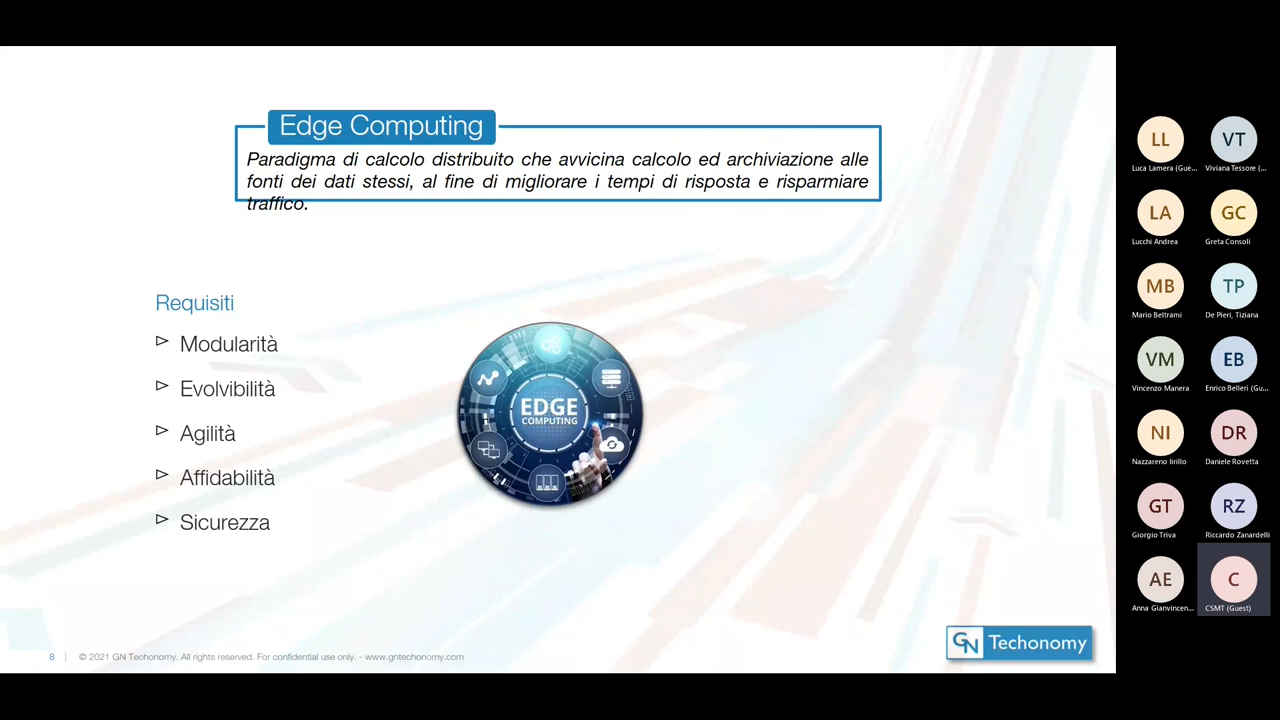 Edge Computing
Paradigma di calcolo distribuito che avvicina calcolo ed archiviazione alle
fonti dei dati stessi, al fine di migliorare i tempi di risposta e risparmiare
traffico.
Requisiti
Modularità
Evolvibilità
Agilità
Affidabilità
Sicurezza
EDGE
COMPUTING
8 | © 2021 GN Techonomy. All rights reserved. For confidential use only. - www.gntechonomy.com
GN Techonomy
LL VT
Luca Lamera (Gue... Viviana Tessore (...
LA GC
Lucchi Andrea Greta Consoli
MB TP
Mario Beltrami De Pieri, Tiziana
VM EB
Vincenzo Manera Enrico Belleri (Gu...
NI DR
Nazzareno Iirillo Daniele Rovetta
GT RZ
Giorgio Triva Riccardo Zanardelli
AE C
Anna Gianvincen... CSMT (Guest)